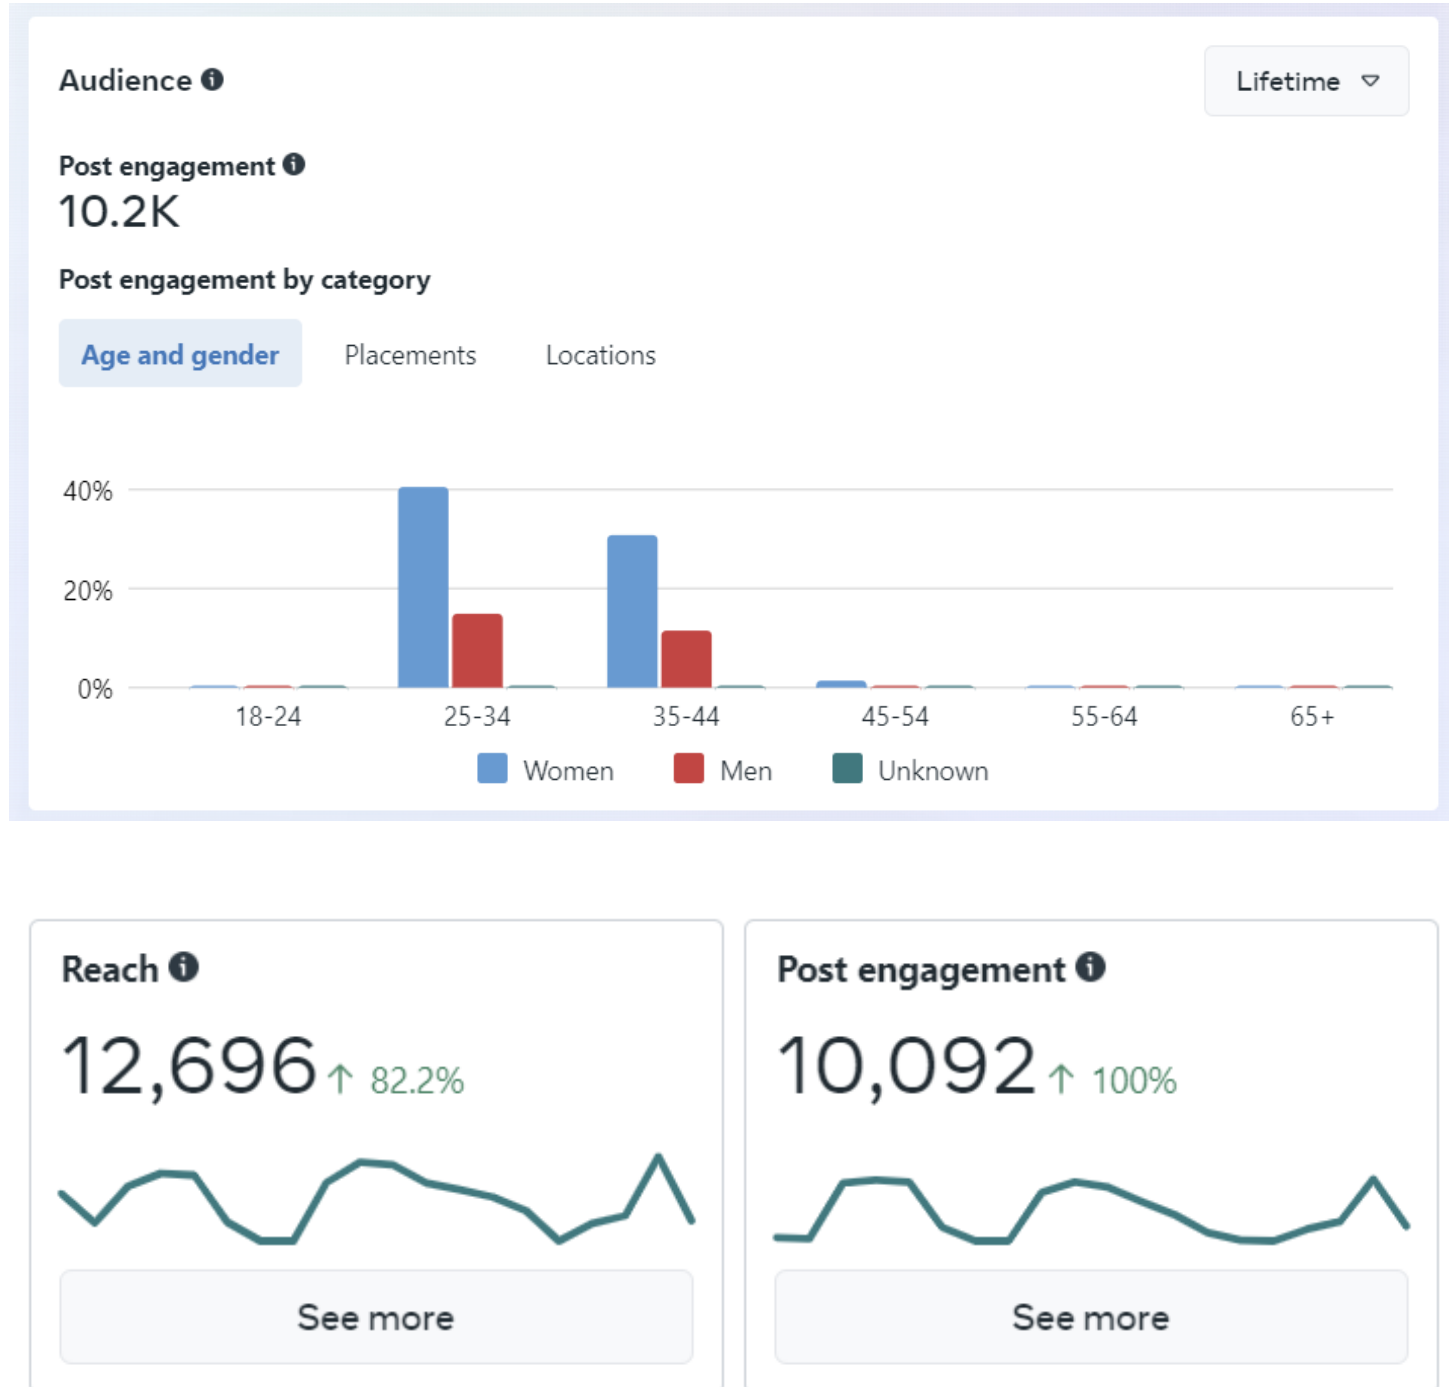 Audience
Lifetime
Post engagement
10.2K
Post engagement by category
Age and gender Placements Locations
40%
20%
0%
18-24 25-34 35-44 45-54 55-64 65+
Women Men Unknown
Reach
12,696 ↑ 82.2%
See more
Post engagement
10,092 ↑ 100%
See more